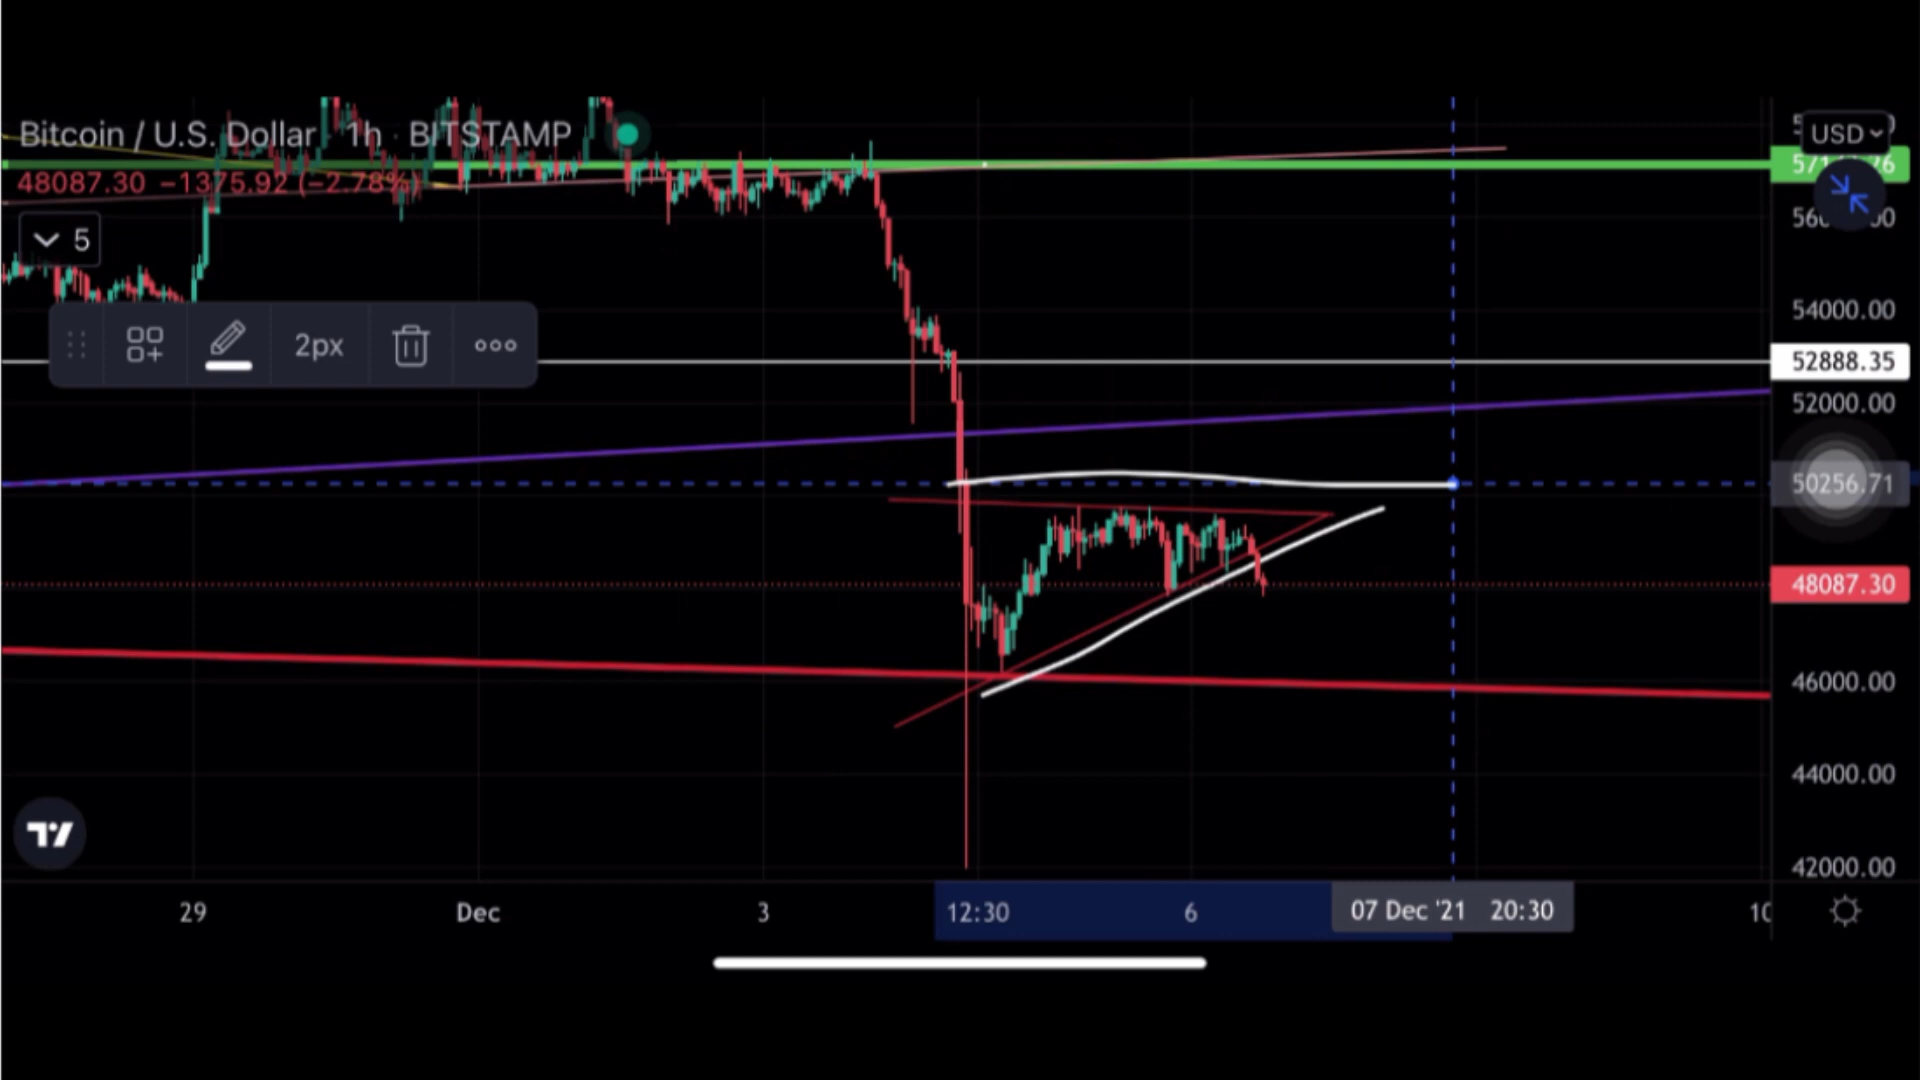 Bitcoin / U.S. Dollar · 1h · BITSTAMP
48087.30 −1375.92 (−2.78%)
5
2px
USD
54000.00
52888.35
52000.00
50256.71
48087.30
46000.00
44000.00
42000.00
29 Dec 3 12:30 6 07 Dec '21 20:30